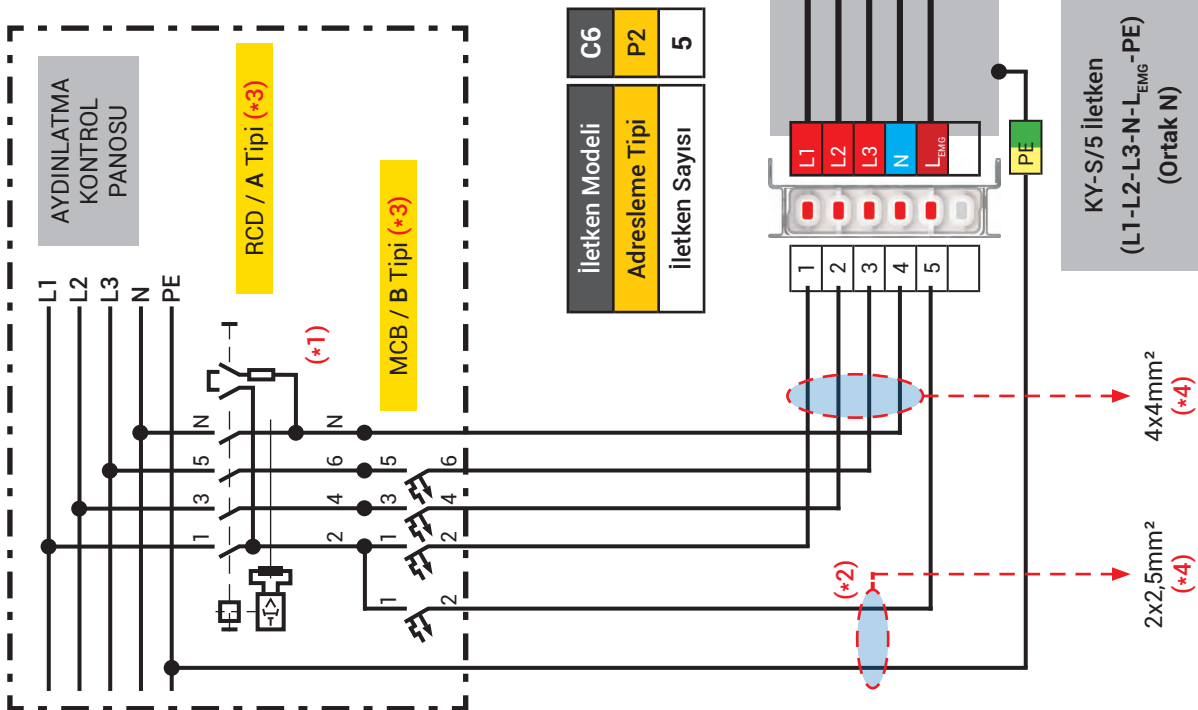 AYDINLATMA
KONTROL
PANOSU
L1
L2
L3
N
PE
RCD / A Tipi (*3)
(*1)
MCB / B Tipi (*3)
1
3
5
N
2
4
6
N
1
1
3
5
2
2
4
6
(*2)
İletken Modeli C6
Adresleme Tipi P2
İletken Sayısı 5
L1
L2
L3
N
LEMG
1
2
3
4
5
PE
KY-S/5 İletken
(L1-L2-L3-N-LEMG-PE)
(Ortak N)
4x4mm²
(*4)
2x2,5mm²
(*4)